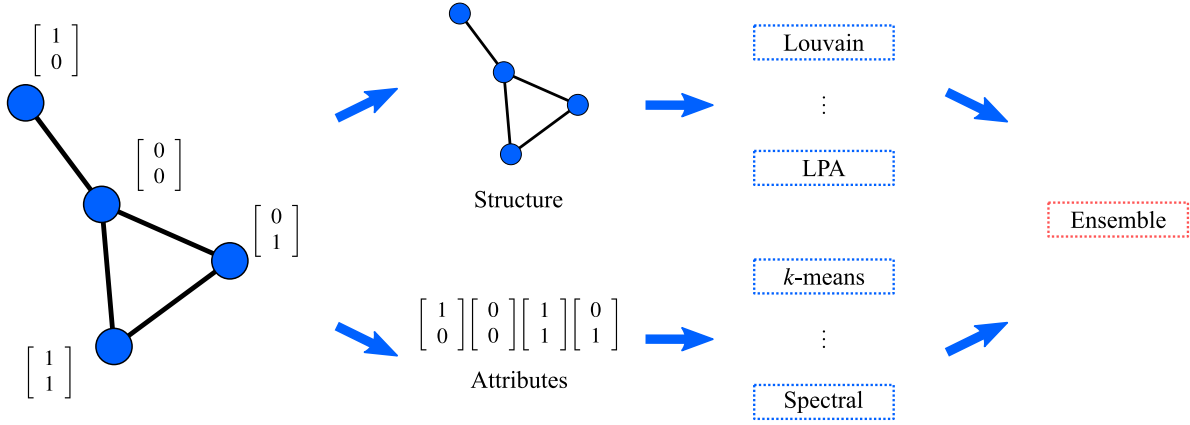 [ 1 0 ]
[ 0 0 ]
[ 0 1 ]
[ 1 1 ]
Structure
[ 1 0 ] [ 0 0 ] [ 1 1 ] [ 0 1 ]
Attributes
Louvain
⋮
LPA
k-means
⋮
Spectral
Ensemble